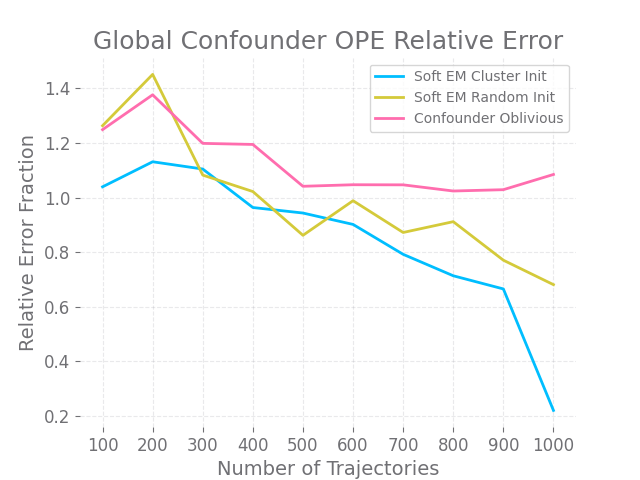 Global Confounder OPE Relative Error
Soft EM Cluster Init
Soft EM Random Init
Confounder Oblivious
Relative Error Fraction
1.4
1.2
1.0
0.8
0.6
0.4
0.2
100 200 300 400 500 600 700 800 900 1000
Number of Trajectories